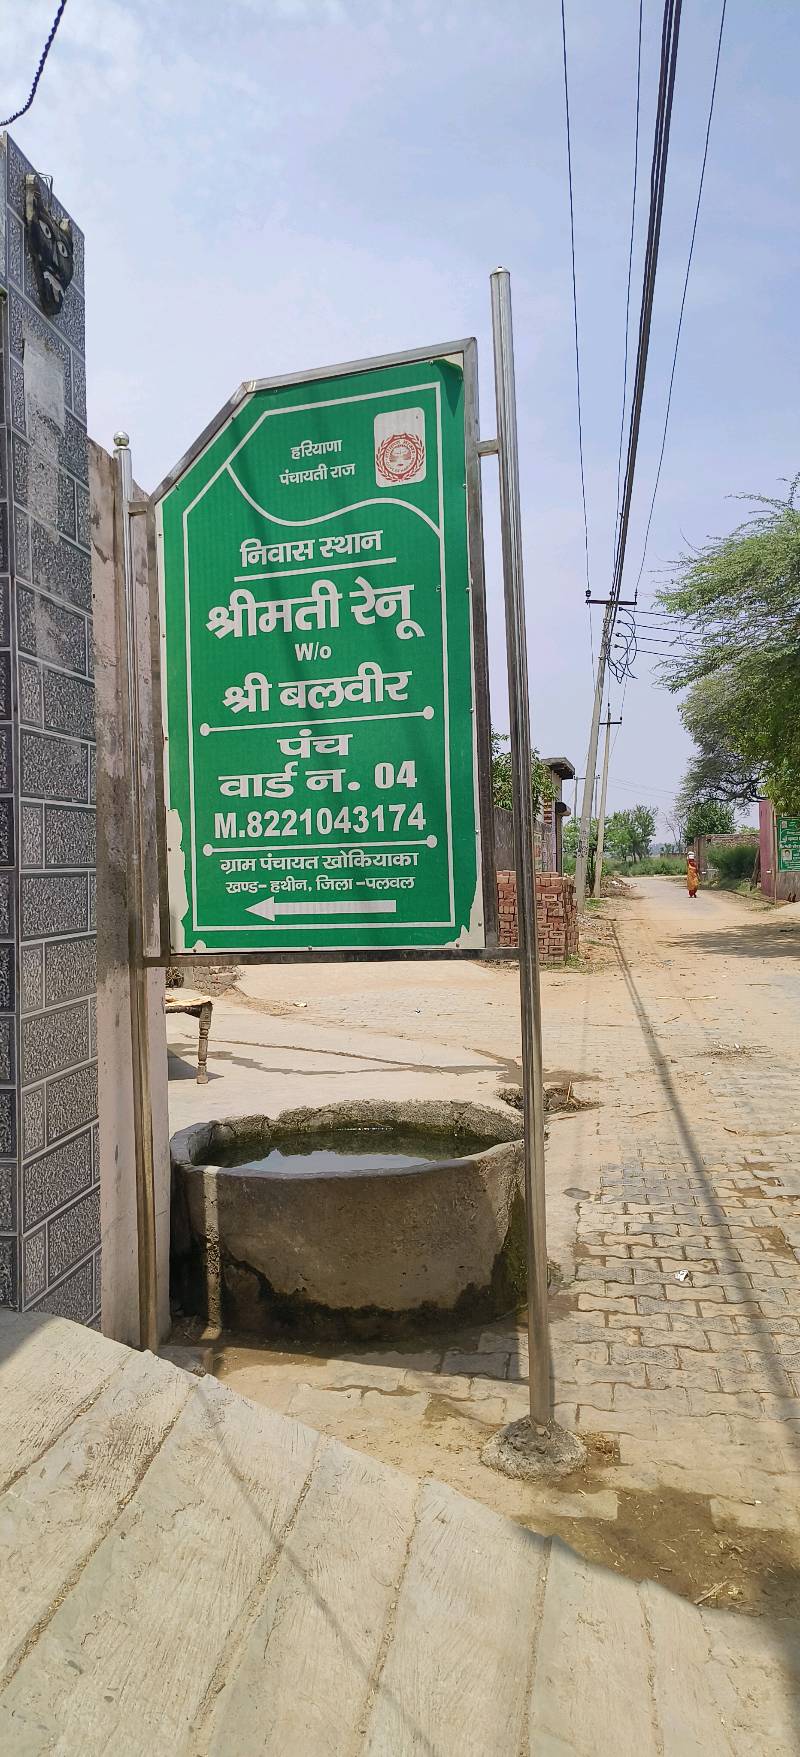 हरियाणा
पंचायती राज
निवास स्थान
श्रीमती रेनू
W/o
श्री बलवीर
पंच
वार्ड न. 04
M.8221043174
ग्राम पंचायत खोकियाका
खण्ड- हथीन, जिला -पलवल